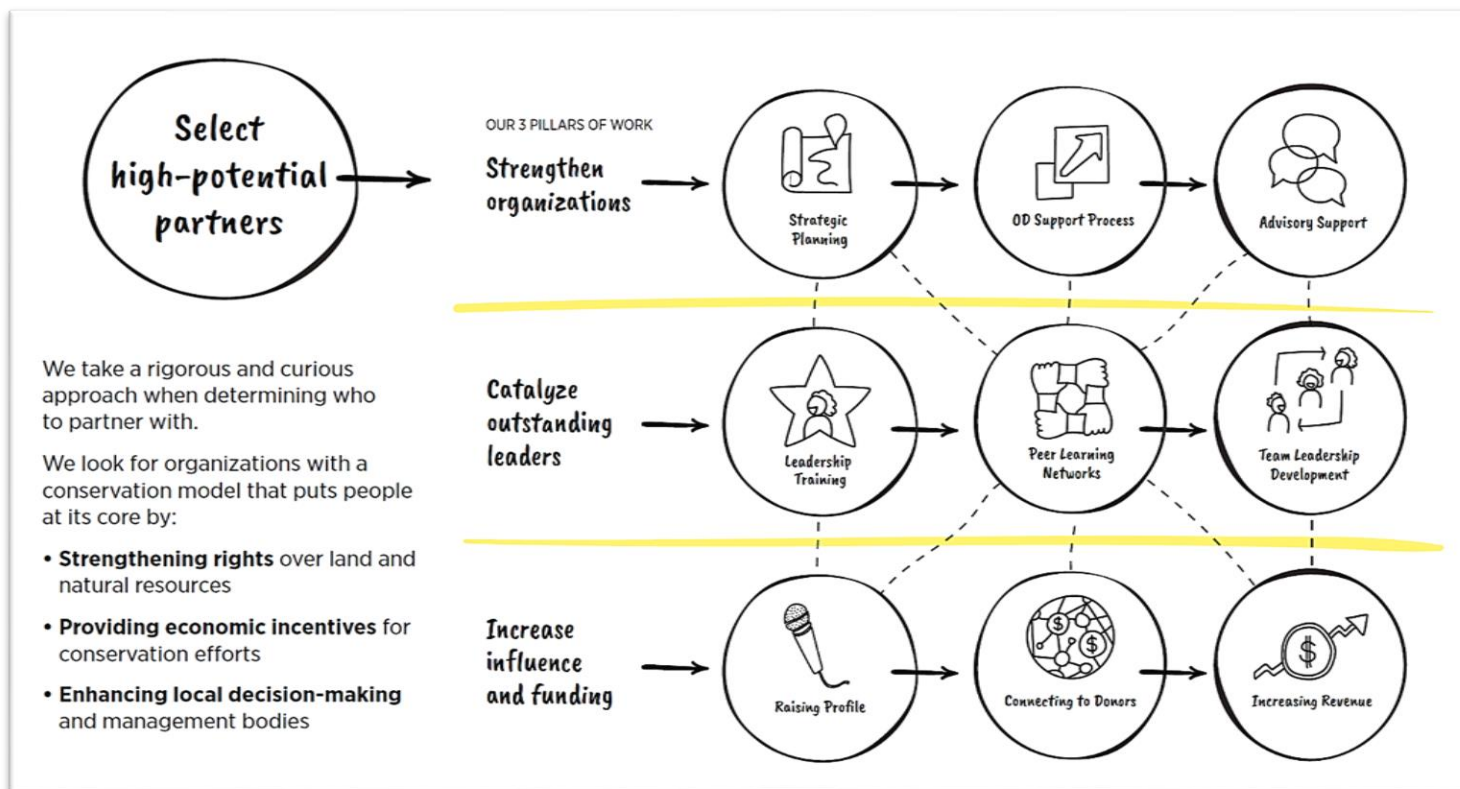 Select
high-potential
partners
We take a rigorous and curious
approach when determining who
to partner with.
We look for organizations with a
conservation model that puts people
at its core by:
• Strengthening rights over land and
natural resources
• Providing economic incentives for
conservation efforts
• Enhancing local decision-making
and management bodies
OUR 3 PILLARS OF WORK
Strengthen
organizations
Strategic
Planning
OD Support Process
Advisory Support
Catalyze
outstanding
leaders
Leadership
Training
Peer Learning
Networks
Team Leadership
Development
Increase
influence
and funding
Raising Profile
$
$
Connecting to Donors
$
Increasing Revenue